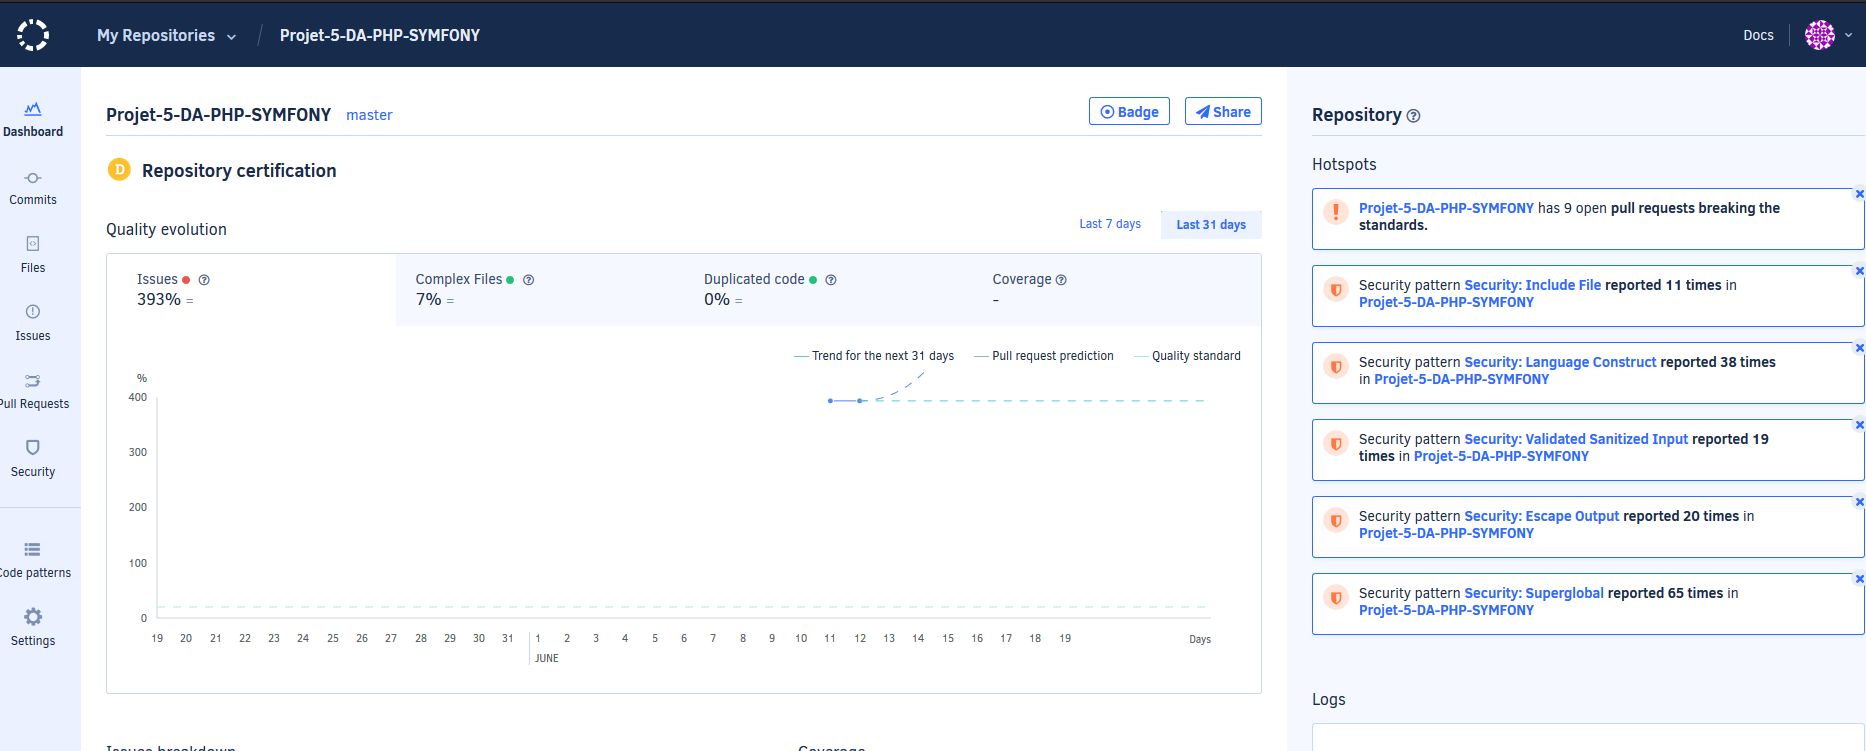 My Repositories
Projet-5-DA-PHP-SYMFONY
Docs
Dashboard
Commits
Files
Issues
Pull Requests
Security
Code patterns
Settings
Projet-5-DA-PHP-SYMFONY master
Badge
Share
D Repository certification
Quality evolution
Last 7 days
Last 31 days
Issues
393% =
Complex Files
7% =
Duplicated code
0% =
Coverage
-
Trend for the next 31 days
Pull request prediction
Quality standard
%
400
300
200
100
0
19 20 21 22 23 24 25 26 27 28 29 30 31 1 2 3 4 5 6 7 8 9 10 11 12 13 14 15 16 17 18 19 Days
JUNE
Issues breakdown
Coverage
Repository
Hotspots
Projet-5-DA-PHP-SYMFONY has 9 open pull requests breaking the
standards.
Security pattern Security: Include File reported 11 times in
Projet-5-DA-PHP-SYMFONY
Security pattern Security: Language Construct reported 38 times
in Projet-5-DA-PHP-SYMFONY
Security pattern Security: Validated Sanitized Input reported 19
times in Projet-5-DA-PHP-SYMFONY
Security pattern Security: Escape Output reported 20 times in
Projet-5-DA-PHP-SYMFONY
Security pattern Security: Superglobal reported 65 times in
Projet-5-DA-PHP-SYMFONY
Logs